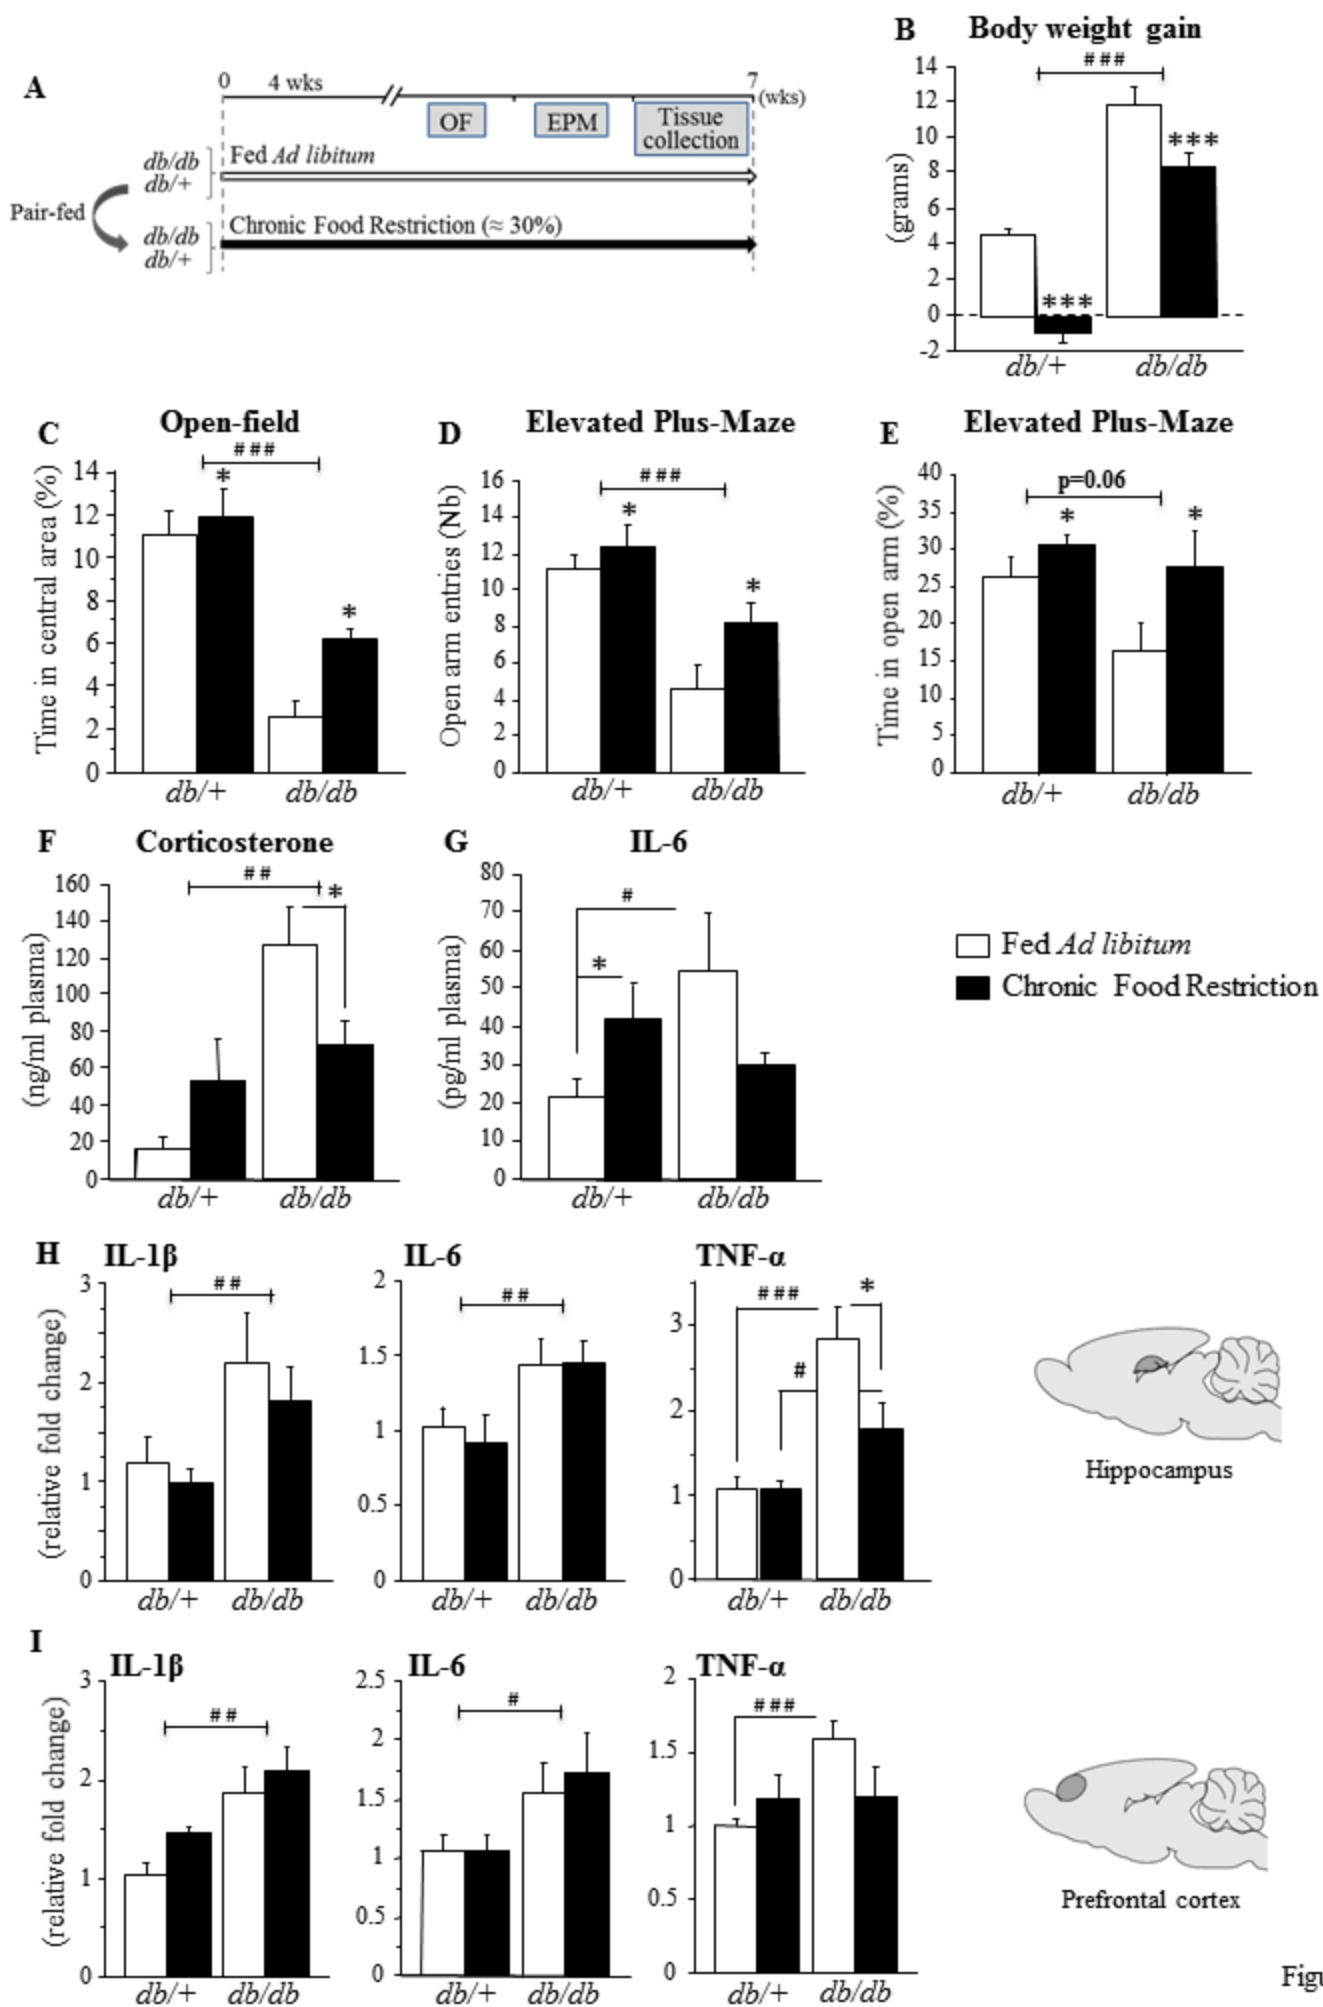 A
0 4 wks 7 (wks)
OF EPM Tissue collection
db/db
db/+
Fed Ad libitum
Pair-fed
db/db
db/+
Chronic Food Restriction (≈ 30%)
B Body weight gain
###
***
***
(grams)
14
12
10
8
6
4
2
0
-2
db/+ db/db
C Open-field
###
*
*
Time in central area (%)
14
12
10
8
6
4
2
0
db/+ db/db
D Elevated Plus-Maze
###
*
*
Open arm entries (Nb)
16
14
12
10
8
6
4
2
0
db/+ db/db
E Elevated Plus-Maze
p=0.06
* *
Time in open arm (%)
40
35
30
25
20
15
10
5
0
db/+ db/db
F Corticosterone
##
*
(ng/ml plasma)
160
140
120
100
80
60
40
20
0
db/+ db/db
G IL-6
#
*
(pg/ml plasma)
80
70
60
50
40
30
20
10
0
db/+ db/db
Fed Ad libitum
Chronic Food Restriction
H IL-1β
##
(relative fold change)
3
2
1
0
db/+ db/db
IL-6
##
2
1.5
1
0.5
0
db/+ db/db
TNF-α
### *
#
3
2
1
0
db/+ db/db
Hippocampus
I
IL-1β
##
(relative fold change)
3
2
1
0
db/+ db/db
IL-6
#
2.5
2
1.5
1
0.5
0
db/+ db/db
TNF-α
###
2
1.5
1
0.5
0
db/+ db/db
Prefrontal cortex